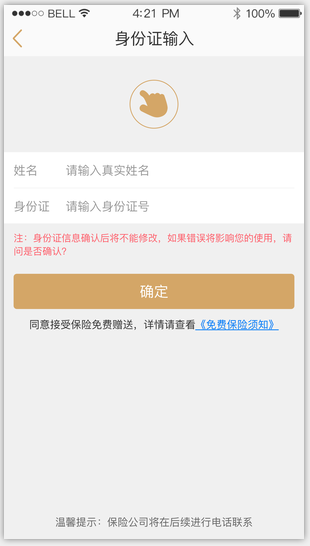 BELL 4:21 PM 100%
身份证输入
姓名 请输入真实姓名
身份证 请输入身份证号
注：身份证信息确认后将不能修改，如果错误将影响您的使用，请
问是否确认？
确定
同意接受保险免费赠送，详情请查看《免费保险须知》
温馨提示：保险公司将在后续进行电话联系